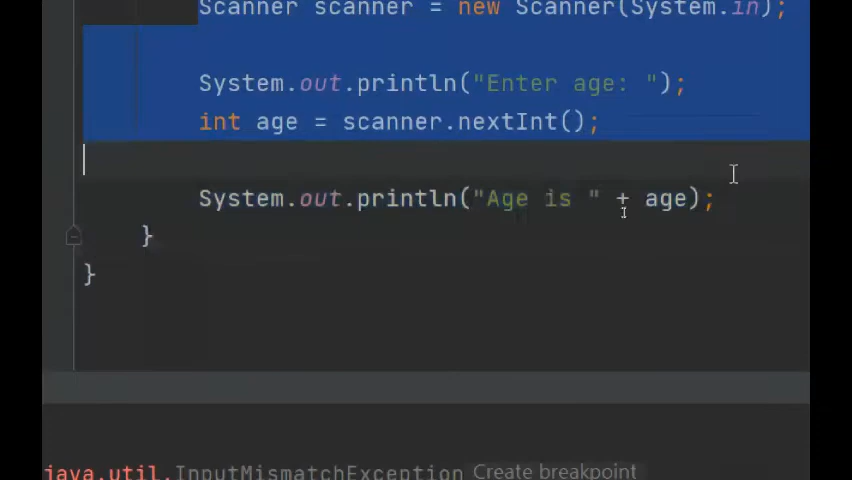 Scanner scanner = new Scanner(System.in);
System.out.println("Enter age: ");
int age = scanner.nextInt();
System.out.println("Age is " + age);
}
}
java.util.InputMismatchException Create breakpoint